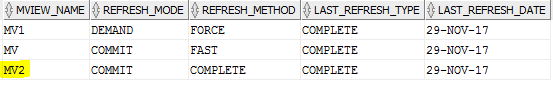 MVIEW_NAME REFRESH_MODE REFRESH_METHOD LAST_REFRESH_TYPE LAST_REFRESH_DATE
MV1 DEMAND FORCE COMPLETE 29-NOV-17
MV COMMIT FAST COMPLETE 29-NOV-17
MV2 COMMIT COMPLETE COMPLETE 29-NOV-17